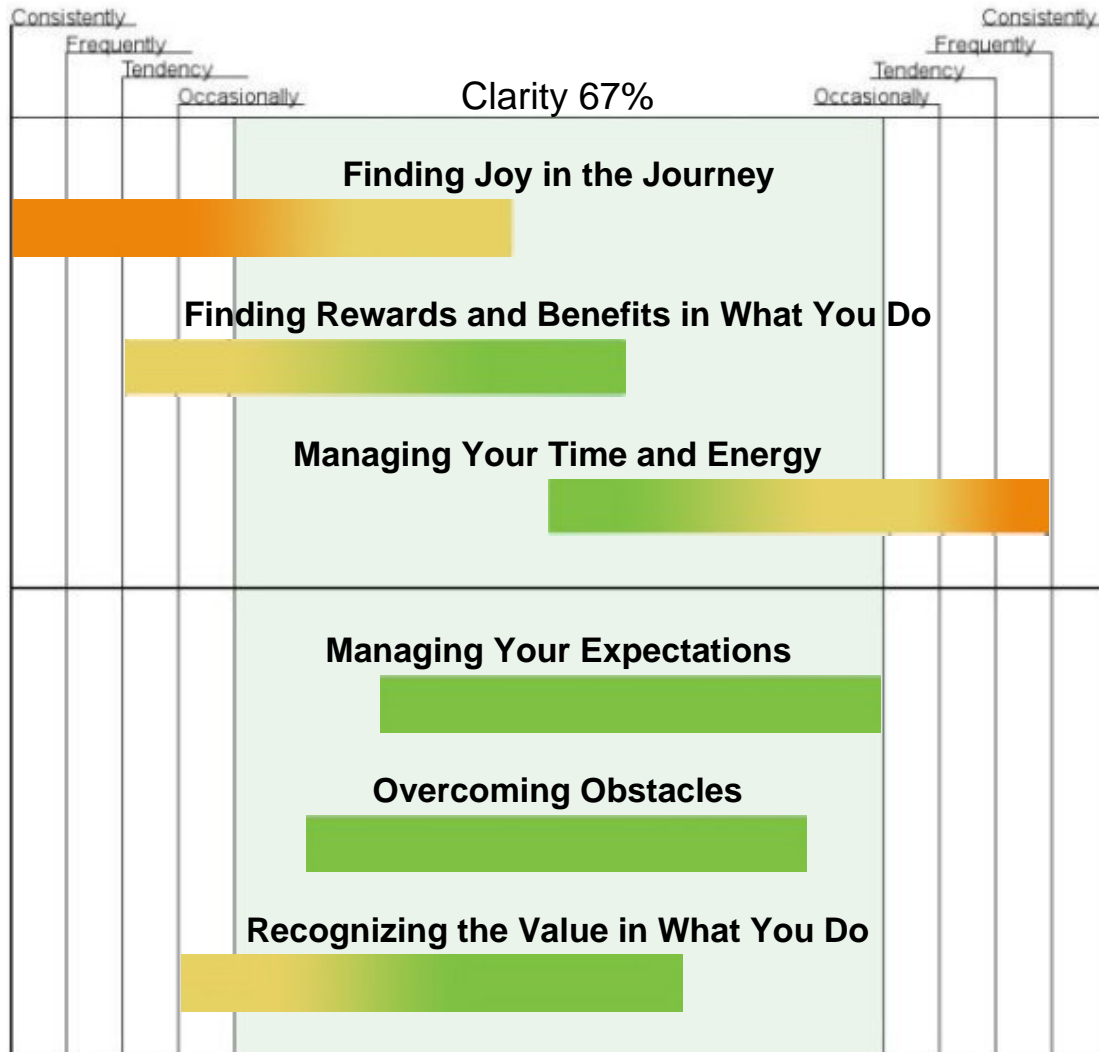 Consistently
Consistently
Frequently
Frequently
Tendency
Tendency
Occasionally
Clarity 67%
Occasionally
Finding Joy in the Journey
Finding Rewards and Benefits in What You Do
Managing Your Time and Energy
Managing Your Expectations
Overcoming Obstacles
Recognizing the Value in What You Do